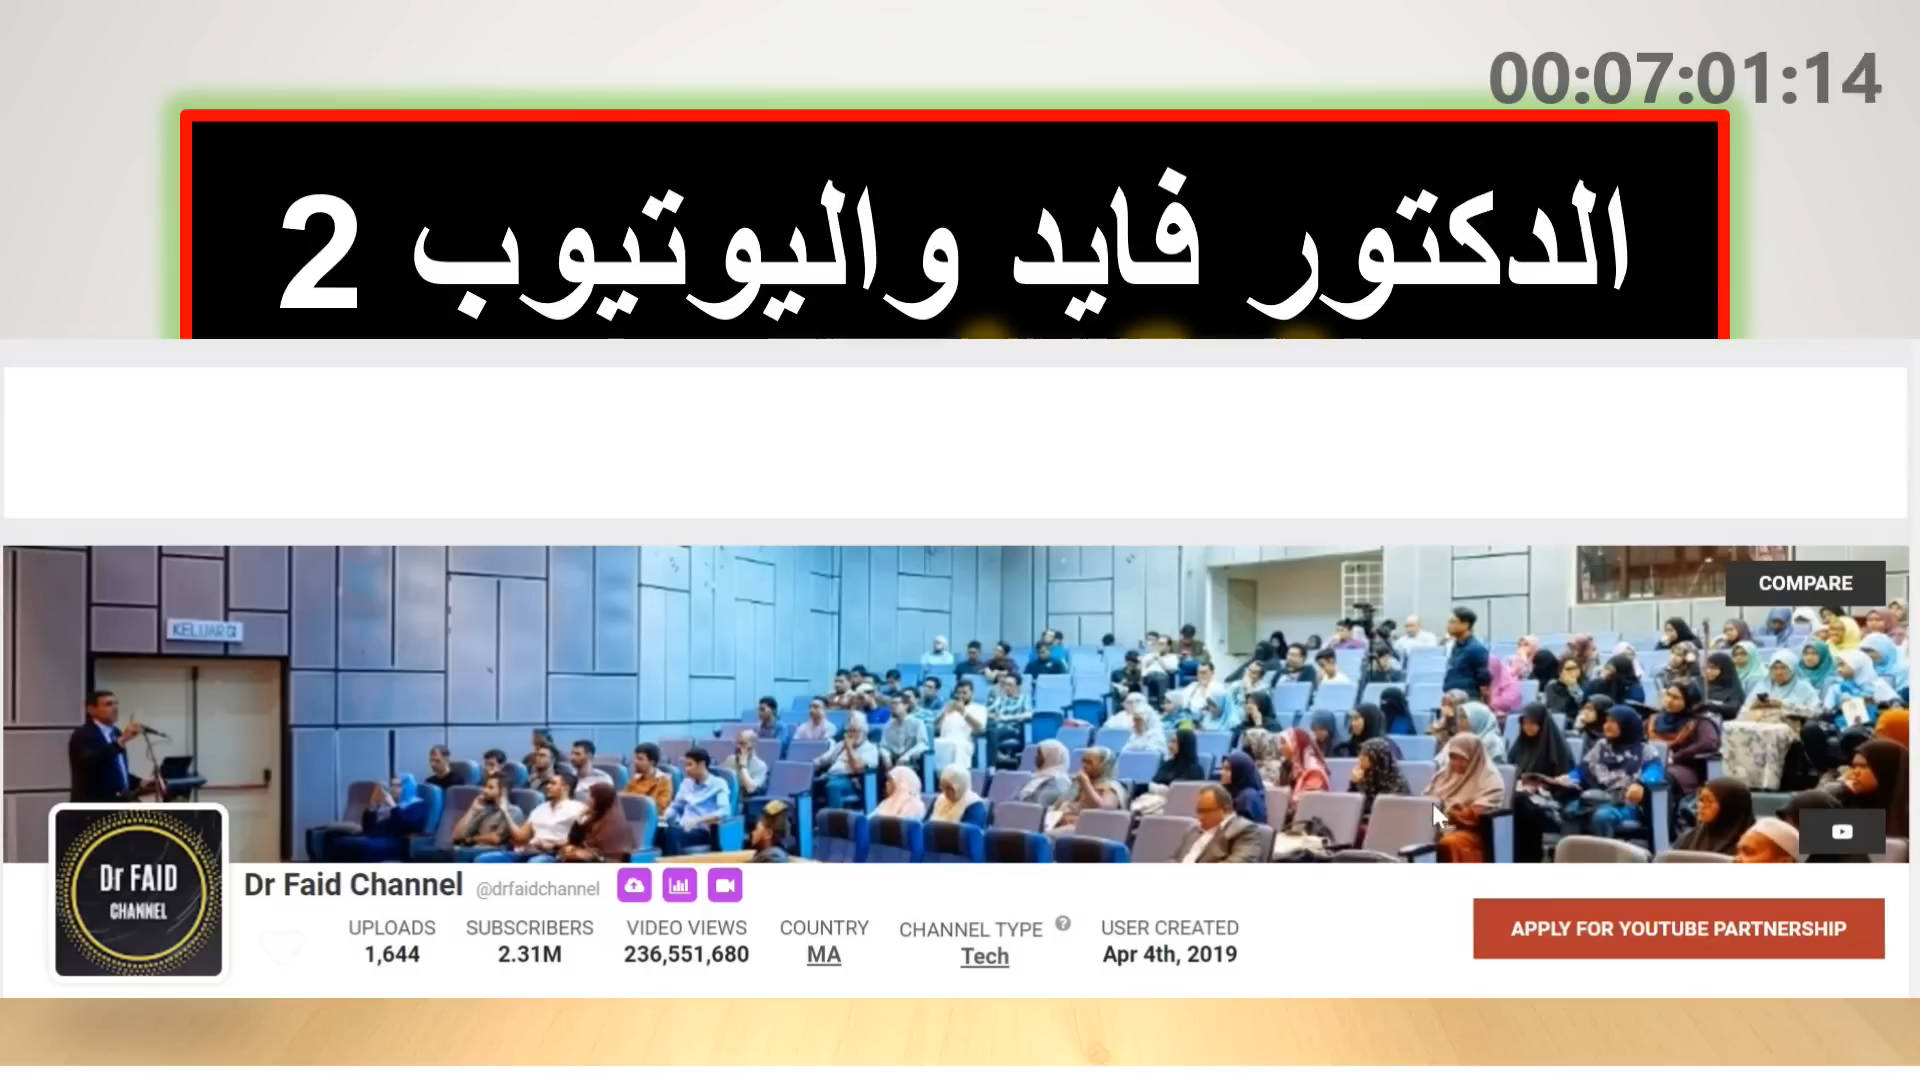 00:07:01:14
الدكتور فايد واليوتيوب 2
COMPARE
KELUAR
Dr FAID
CHANNEL
Dr Faid Channel @drfaidchannel
UPLOADS SUBSCRIBERS VIDEO VIEWS COUNTRY CHANNEL TYPE ? USER CREATED
1,644 2.31M 236,551,680 MA Tech Apr 4th, 2019
APPLY FOR YOUTUBE PARTNERSHIP